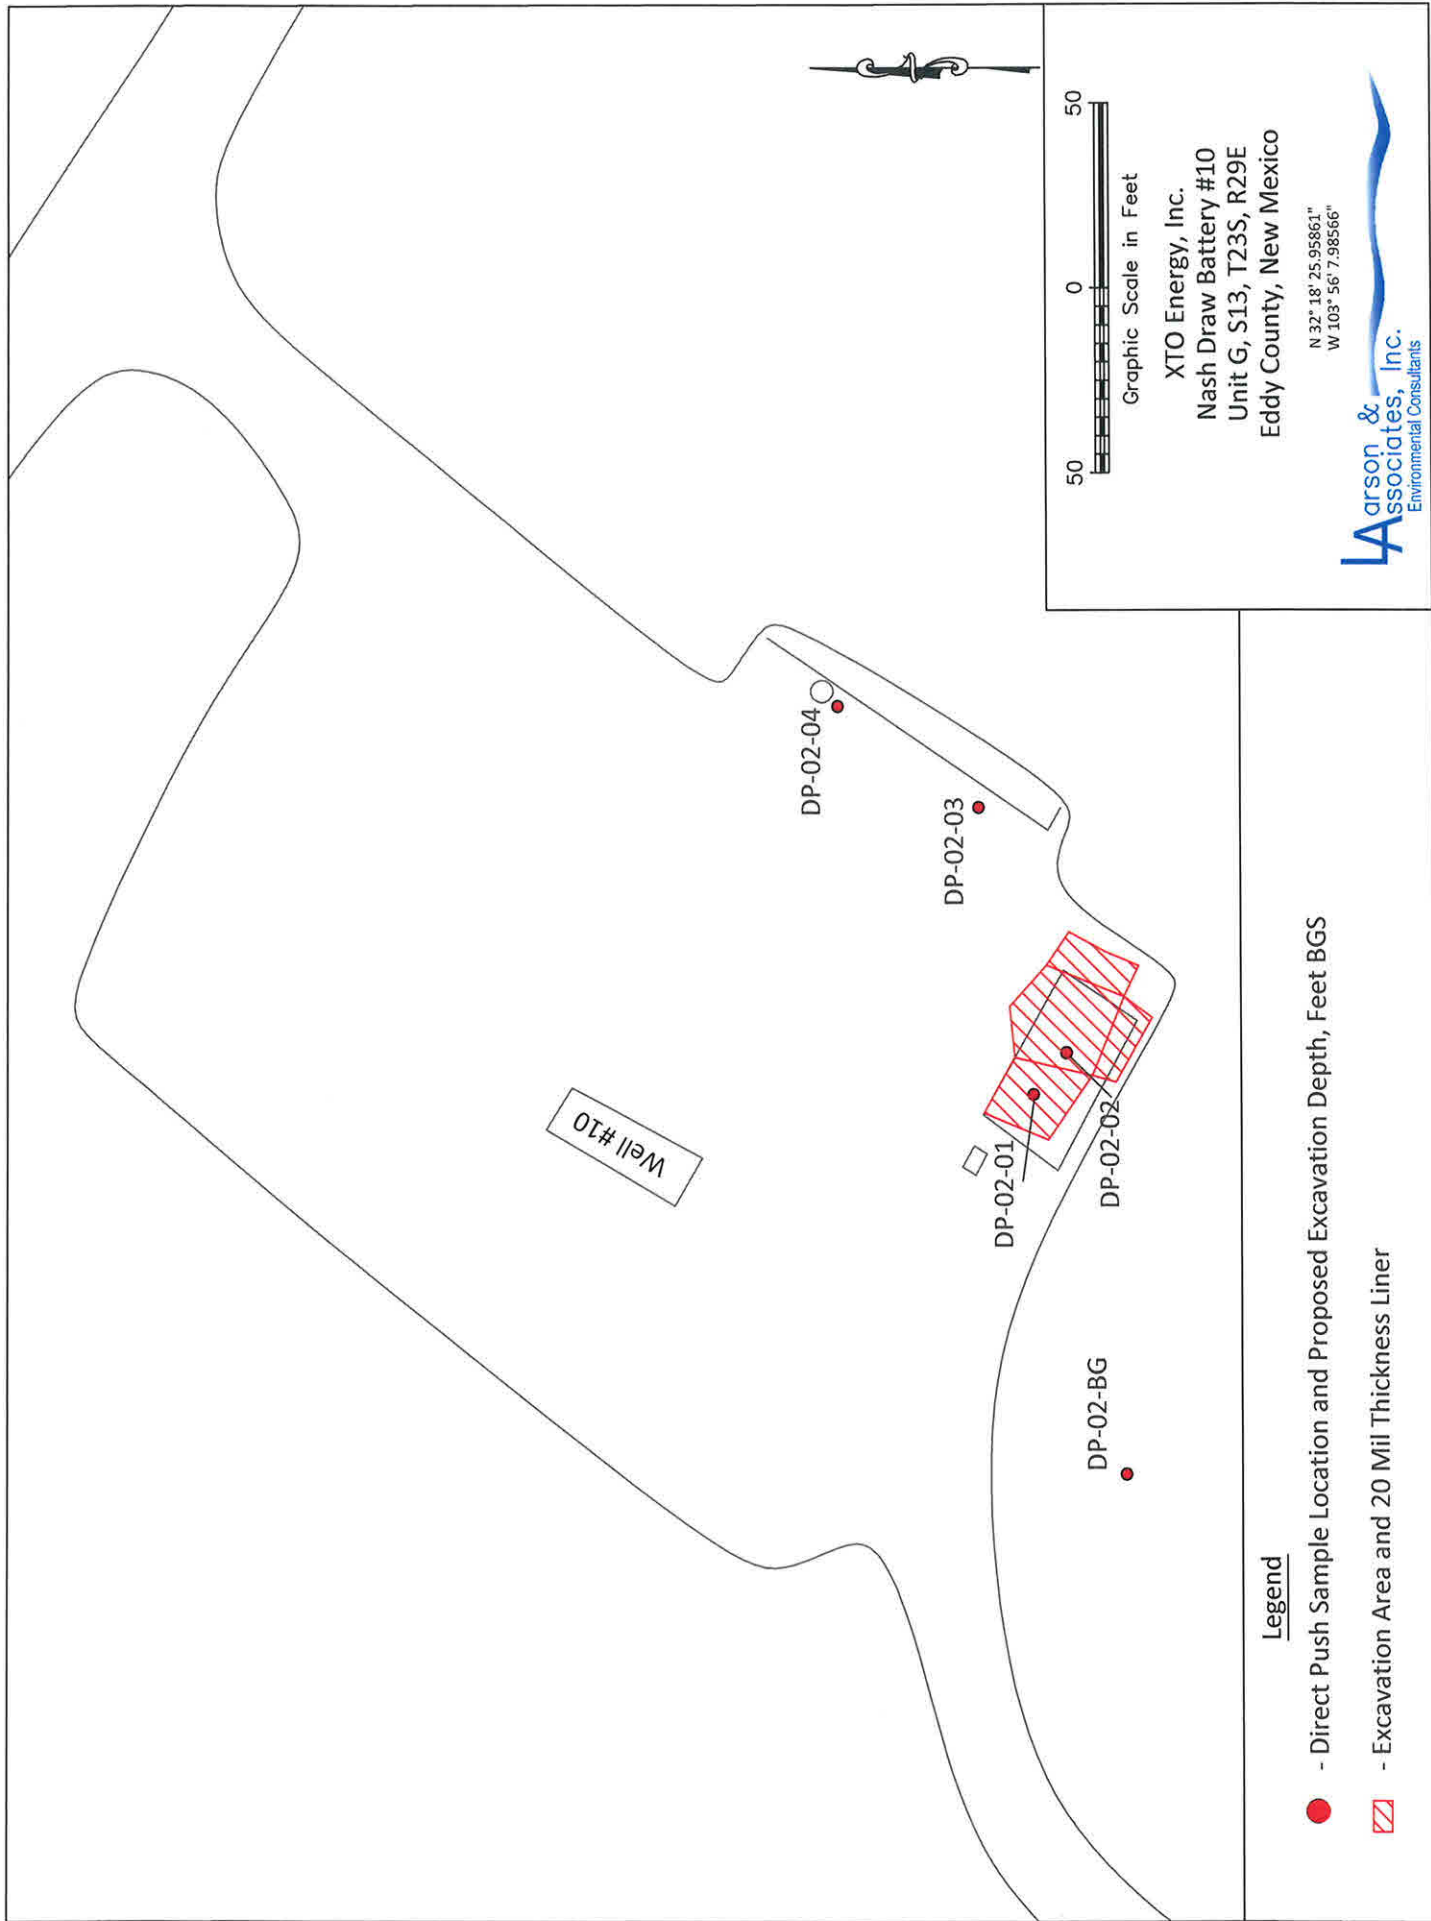 Well #10
DP-02-04
DP-02-03
DP-02-01
DP-02-02
DP-02-BG
Legend
- Direct Push Sample Location and Proposed Excavation Depth, Feet BGS
- Excavation Area and 20 Mil Thickness Liner
N
50 0 50
Graphic Scale in Feet
XTO Energy, Inc.
Nash Draw Battery #10
Unit G, S13, T23S, R29E
Eddy County, New Mexico
N 32° 18' 25.95861"
W 103° 56' 7.98566"
Larson &
Associates, Inc.
Environmental Consultants